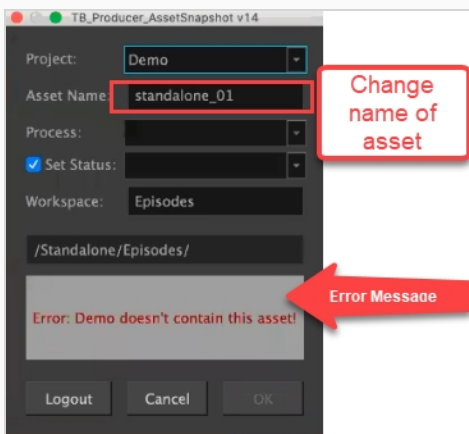 TB_Producer_AssetSnapshot v14
Project: Demo
Asset Name: standalone_01
Change
name of
asset
Process:
Set Status:
Workspace: Episodes
/Standalone/Episodes/
Error: Demo doesn't contain this asset!
Error Message
Logout Cancel OK